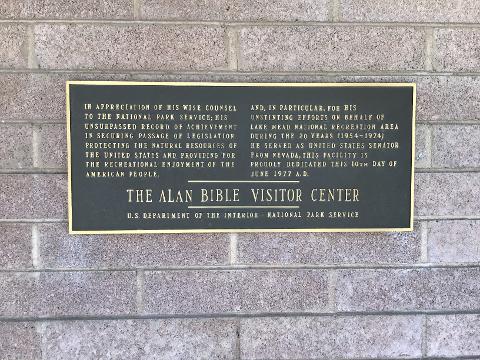 IN APPRECIATION OF HIS WISE COUNSEL
TO THE NATIONAL PARK SERVICE; HIS
UNSURPASSED RECORD OF ACHIEVEMENT
IN SECURING PASSAGE OF LEGISLATION
PROTECTING THE NATURAL RESOURCES OF
THE UNITED STATES AND PROVIDING FOR
THE RECREATIONAL ENJOYMENT OF THE
AMERICAN PEOPLE,
AND, IN PARTICULAR, FOR HIS
UNSTINTING EFFORTS ON BEHALF OF
LAKE MEAD NATIONAL RECREATION AREA
DURING THE 20 YEARS (1954-1974)
HE SERVED AS UNITED STATES SENATOR
FROM NEVADA, THIS FACILITY IS
PROUDLY DEDICATED THIS 10TH DAY OF
JUNE 1977 A.D.
THE ALAN BIBLE VISITOR CENTER
U.S. DEPARTMENT OF THE INTERIOR - NATIONAL PARK SERVICE